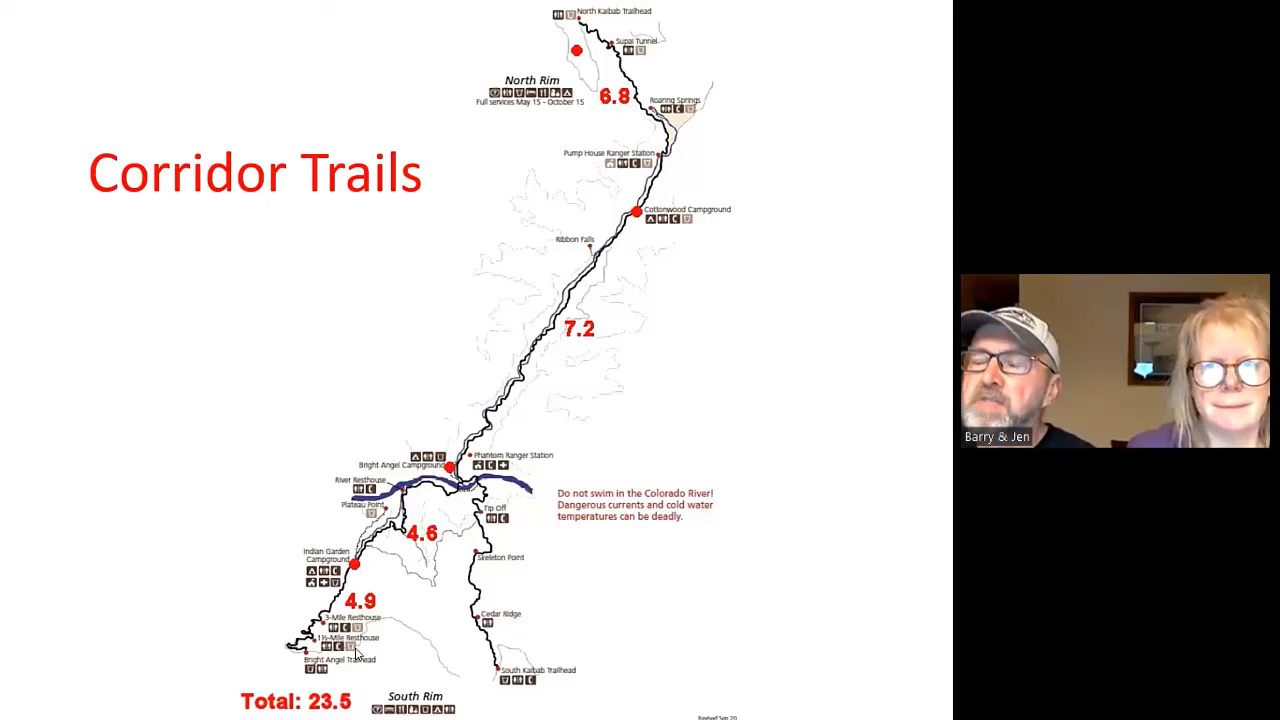 North Kaibab Trailhead
Supai Tunnel
North Rim
Full services May 15 - October 15
6.8
Roaring Springs
Corridor Trails
Pump House Ranger Station
Cottonwood Campground
Ribbon Falls
7.2
Barry & Jen
Phantom Ranger Station
Bright Angel Campground
River Resthouse
Do not swim in the Colorado River!
Dangerous currents and cold water
temperatures can be deadly.
Plateau Point
Tip Off
4.6
Indian Garden
Campground
Skeleton Point
4.9
Cedar Ridge
3-Mile Resthouse
1½-Mile Resthouse
Bright Angel Trailhead
South Kaibab Trailhead
Total: 23.5
South Rim
Revised Sep 20